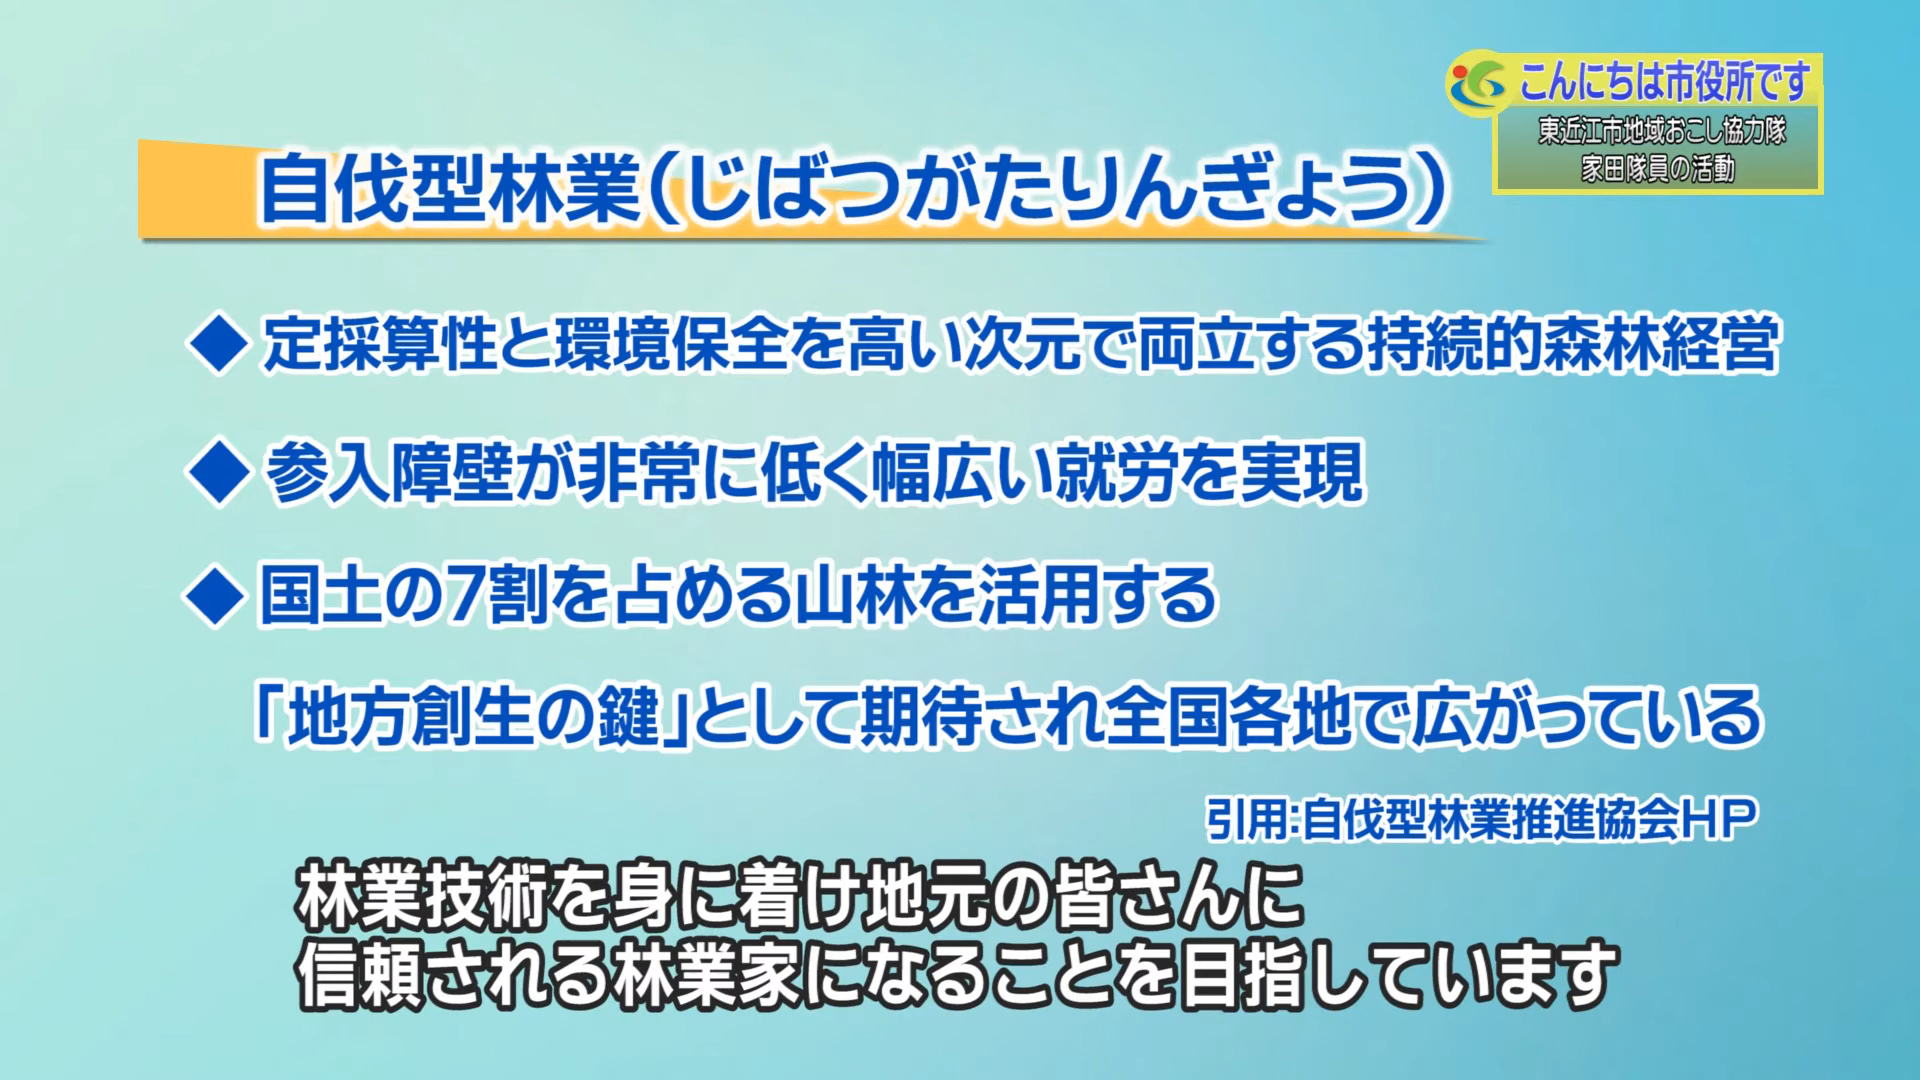 こんにちは市役所です
東近江市地域おこし協力隊
家田隊員の活動
自伐型林業(じばつがたりんぎょう)
◆ 定採算性と環境保全を高い次元で両立する持続的森林経営
◆ 参入障壁が非常に低く幅広い就労を実現
◆ 国土の7割を占める山林を活用する
「地方創生の鍵」として期待され全国各地で広がっている
引用:自伐型林業推進協会HP
林業技術を身に着け地元の皆さんに
信頼される林業家になることを目指しています